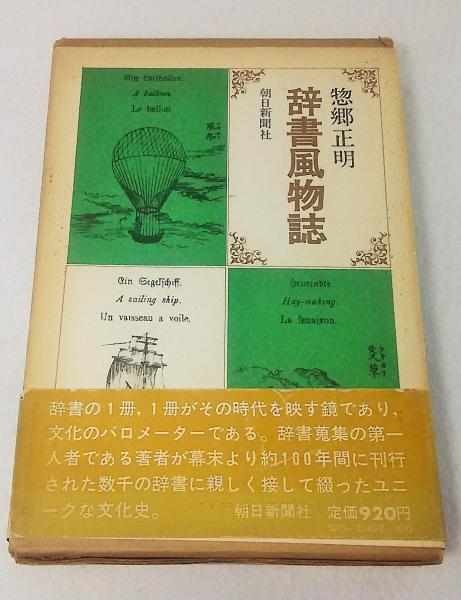 惣郷正明
辞書風物誌
朝日新聞社
Ein Luftballon.
A balloon.
Le ballon
Ein Segelschiff.
A sailing ship.
Un vaisseau a voile.
Heuerndte.
Hay-making.
La fenaison.
辞書の1冊,1冊がその時代を映す鏡であり,
文化のバロメーターである。辞書蒐集の第一
人者である著者が幕末より約100年間に刊行
された数千の辞書に親しく接して綴ったユニ
ークな文化史。 朝日新聞社 定価920円